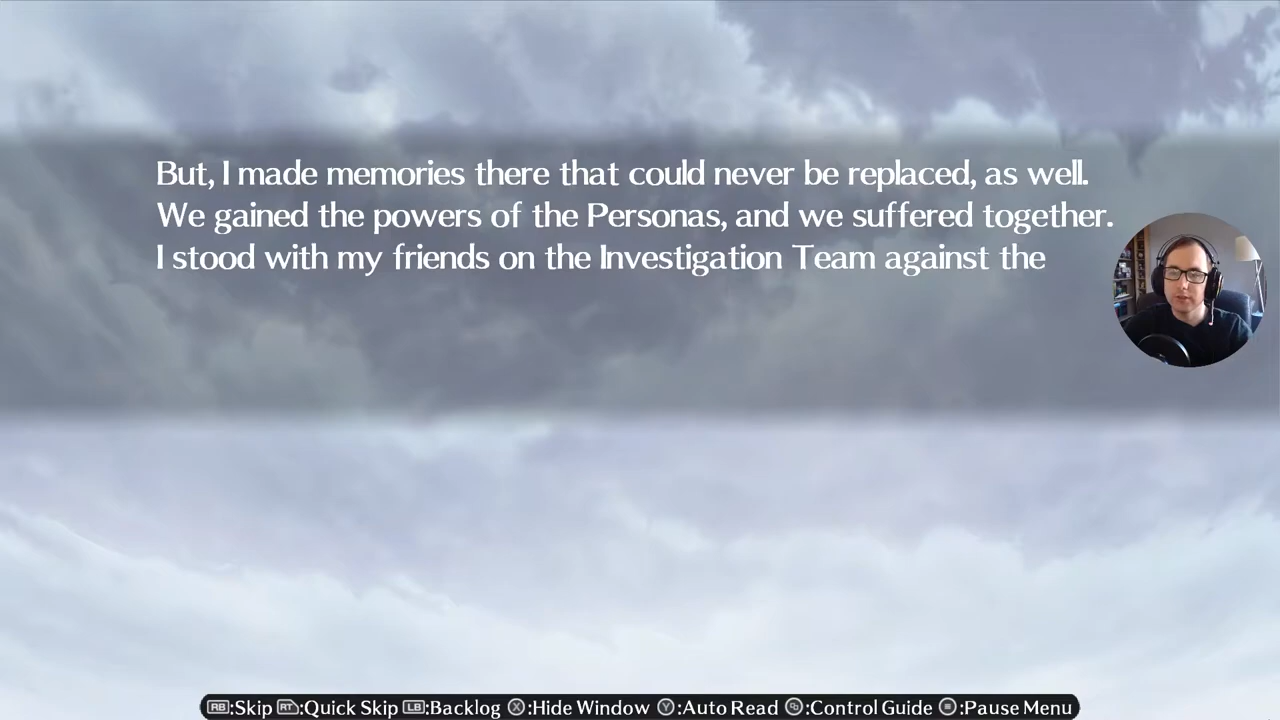 But, I made memories there that could never be replaced, as well.
We gained the powers of the Personas, and we suffered together.
I stood with my friends on the Investigation Team against the
RB:Skip RT:Quick Skip LB:Backlog X:Hide Window Y:Auto Read :Control Guide :Pause Menu